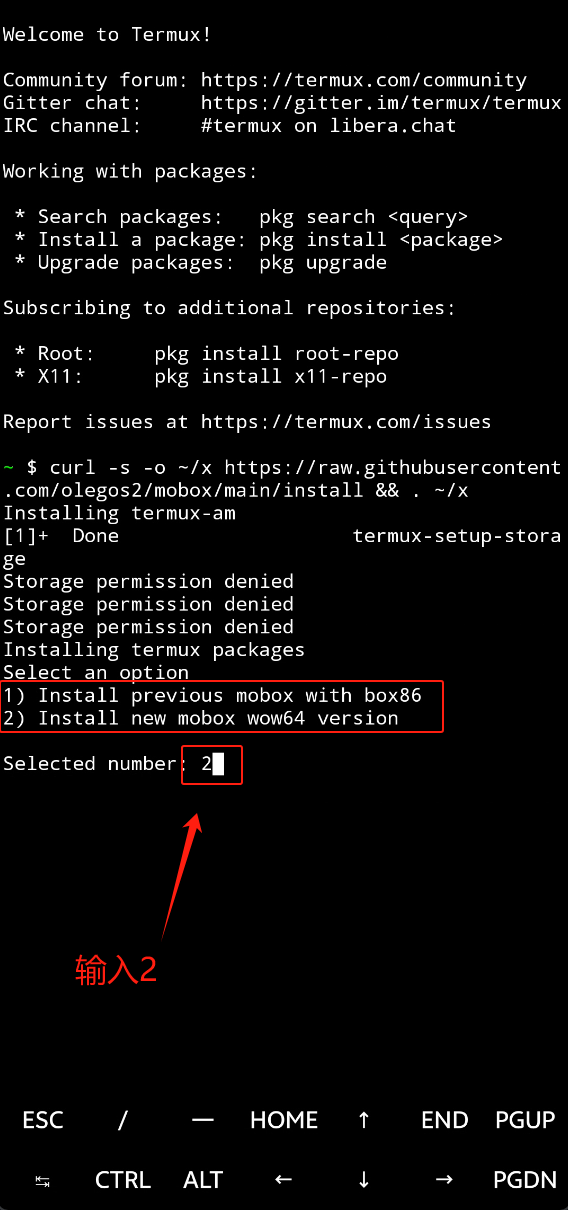 Welcome to Termux!
Community forum: https://termux.com/community
Gitter chat:     https://gitter.im/termux/termux
IRC channel:     #termux on libera.chat
Working with packages:
 * Search packages:   pkg search <query>
 * Install a package: pkg install <package>
 * Upgrade packages:  pkg upgrade
Subscribing to additional repositories:
 * Root:     pkg install root-repo
 * X11:      pkg install x11-repo
Report issues at https://termux.com/issues
~ $ curl -s -o ~/x https://raw.githubusercontent
.com/olegos2/mobox/main/install && . ~/x
Installing termux-am
[1]+  Done                    termux-setup-stora
ge
Storage permission denied
Storage permission denied
Storage permission denied
Installing termux packages
Select an option
1) Install previous mobox with box86
2) Install new mobox wow64 version
Selected number: 2
输入2
ESC / — HOME ↑ END PGUP
↹ CTRL ALT ← ↓ → PGDN